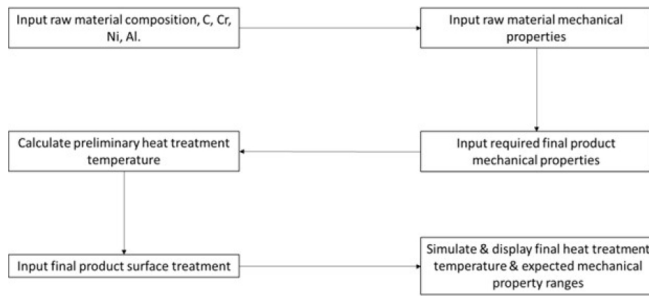 Input raw material composition, C, Cr,
Ni, Al.
Input raw material mechanical
properties
Calculate preliminary heat treatment
temperature
Input required final product
mechanical properties
Input final product surface treatment
Simulate & display final heat treatment
temperature & expected mechanical
property ranges